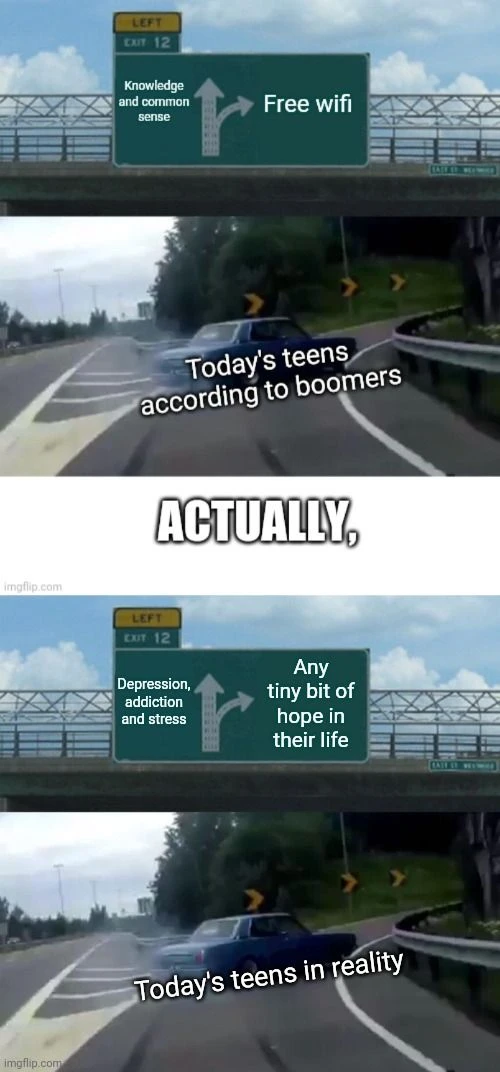 LEFT
EXIT 12
Knowledge
and common
sense
Free wifi
Today's teens
according to boomers
ACTUALLY,
imgflip.com
LEFT
EXIT 12
Depression,
addiction
and stress
Any
tiny bit of
hope in
their life
Today's teens in reality
imgflip.com